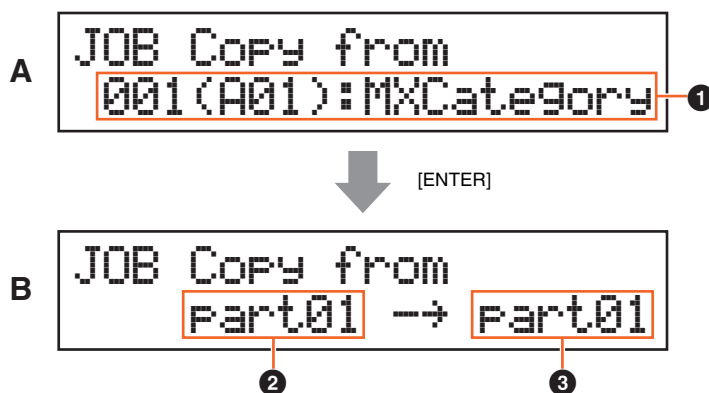 A
JOB Copy from
001(A01):MXCategory
1
[ENTER]
B
JOB Copy from
part01 → part01
2 3